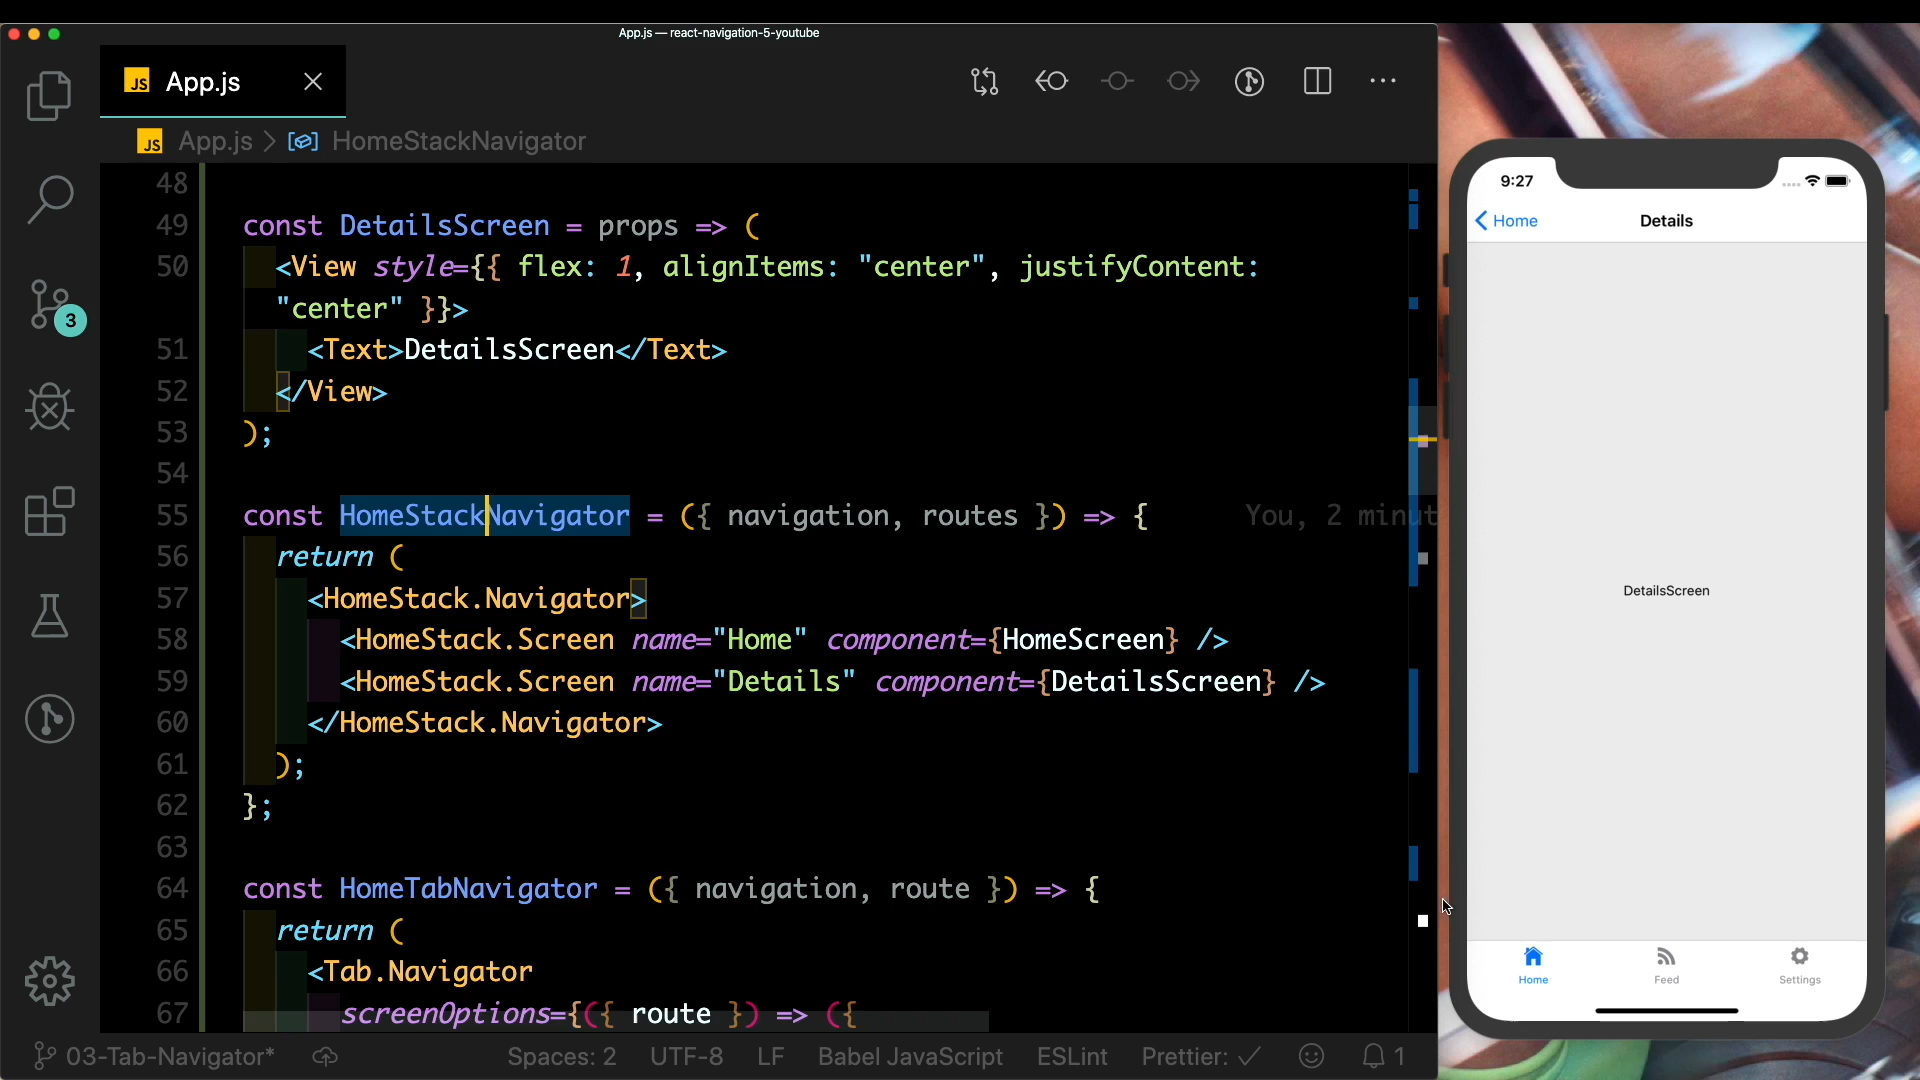 App.js — react-navigation-5-youtube
JS App.js
JS App.js > HomeStackNavigator
48
49 const DetailsScreen = props => (
50 <View style={{ flex: 1, alignItems: "center", justifyContent:
"center" }}>
51 <Text>DetailsScreen</Text>
52 </View>
53 );
54
55 const HomeStackNavigator = ({ navigation, routes }) => { You, 2 minut
56 return (
57 <HomeStack.Navigator>
58 <HomeStack.Screen name="Home" component={HomeScreen} />
59 <HomeStack.Screen name="Details" component={DetailsScreen} />
60 </HomeStack.Navigator>
61 );
62 };
63
64 const HomeTabNavigator = ({ navigation, route }) => {
65 return (
66 <Tab.Navigator
67 screenOptions={({ route }) => ({
3
03-Tab-Navigator* Spaces: 2 UTF-8 LF Babel JavaScript ESLint Prettier: ✓ 1
9:27
Home Details
DetailsScreen
Home Feed Settings